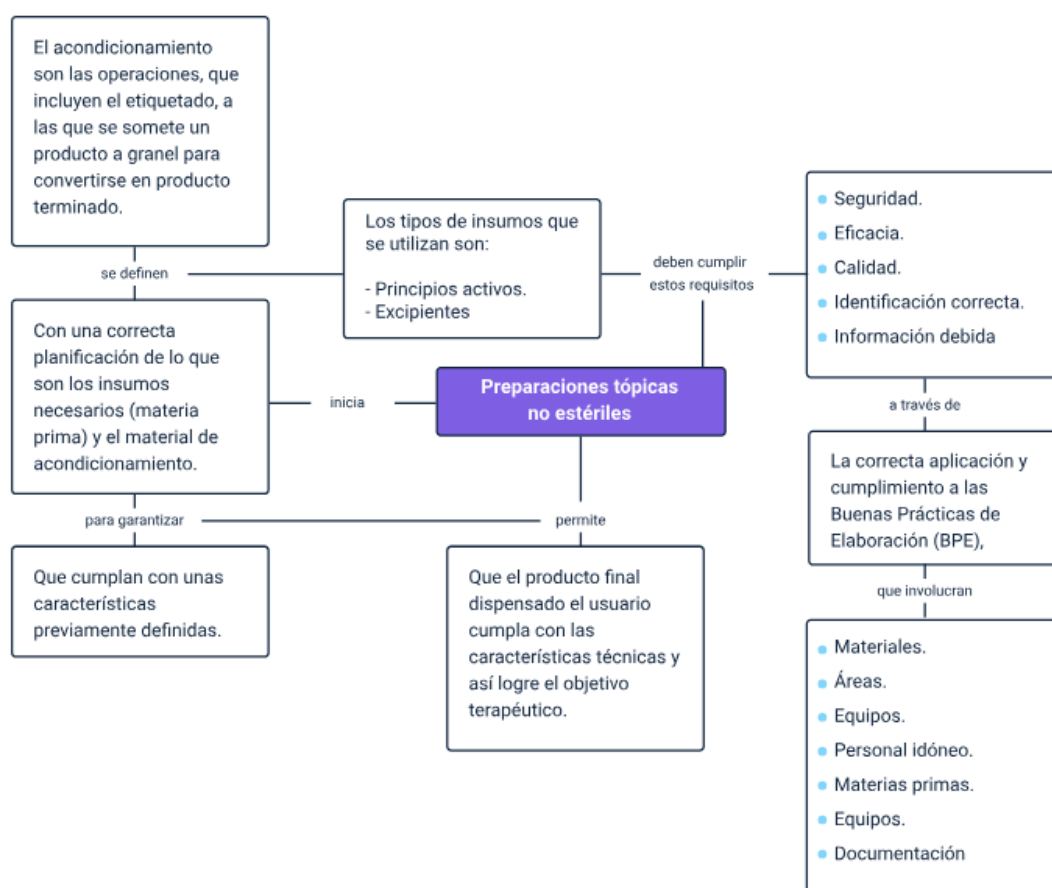 El acondicionamiento
son las operaciones, que
incluyen el etiquetado, a
las que se somete un
producto a granel para
convertirse en producto
terminado.
se definen
Los tipos de insumos que
se utilizan son:
- Principios activos.
- Excipientes
deben cumplir
estos requisitos
Seguridad.
Eficacia.
Calidad.
Identificación correcta.
Información debida
Con una correcta
planificación de lo que
son los insumos
necesarios (materia
prima) y el material de
acondicionamiento.
inicia
Preparaciones tópicas
no estériles
a través de
La correcta aplicación y
cumplimiento a las
Buenas Prácticas de
Elaboración (BPE),
para garantizar
permite
Que cumplan con unas
características
previamente definidas.
Que el producto final
dispensado el usuario
cumpla con las
características técnicas y
así logre el objetivo
terapéutico.
que involucran
Materiales.
Áreas.
Equipos.
Personal idóneo.
Materias primas.
Equipos.
Documentación